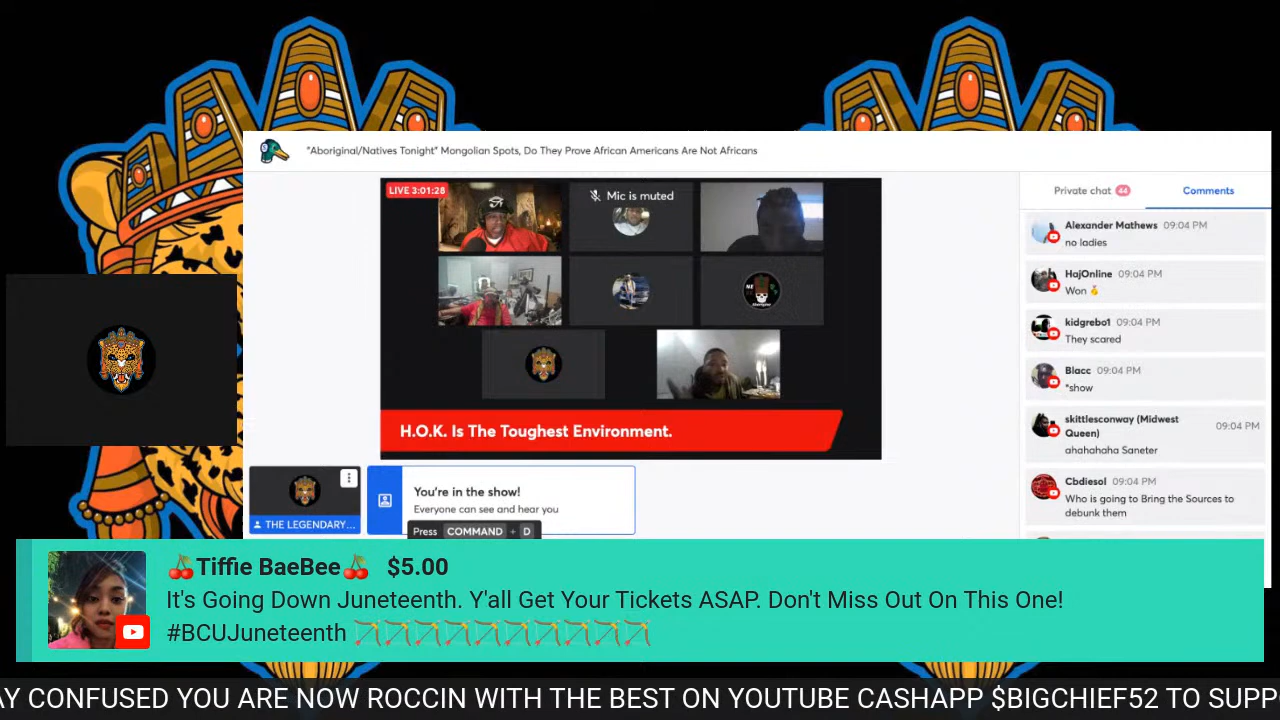 "Aboriginal/Natives Tonight" Mongolian Spots, Do They Prove African Americans Are Not Africans
LIVE 3:01:28
Mic is muted
H.O.K. Is The Toughest Environment.
THE LEGENDARY...
You're in the show!
Everyone can see and hear you
Press COMMAND + D
Private chat 44
Comments
Alexander Mathews 09:04 PM
no ladies
HajOnline 09:04 PM
Won 🥇
kidgrebo1 09:04 PM
They scared
Blacc 09:04 PM
*show
skittlesconway (Midwest
Queen) 09:04 PM
ahahahaha Saneter
Cbdiesol 09:04 PM
Who is going to Bring the Sources to
debunk them
🍒Tiffie BaeBee🍒 $5.00
It's Going Down Juneteenth. Y'all Get Your Tickets ASAP. Don't Miss Out On This One!
#BCUJuneteenth 🏹🏹🏹🏹🏹🏹🏹🏹🏹🏹
AY CONFUSED YOU ARE NOW ROCCIN WITH THE BEST ON YOUTUBE CASHAPP $BIGCHIEF52 TO SUPP